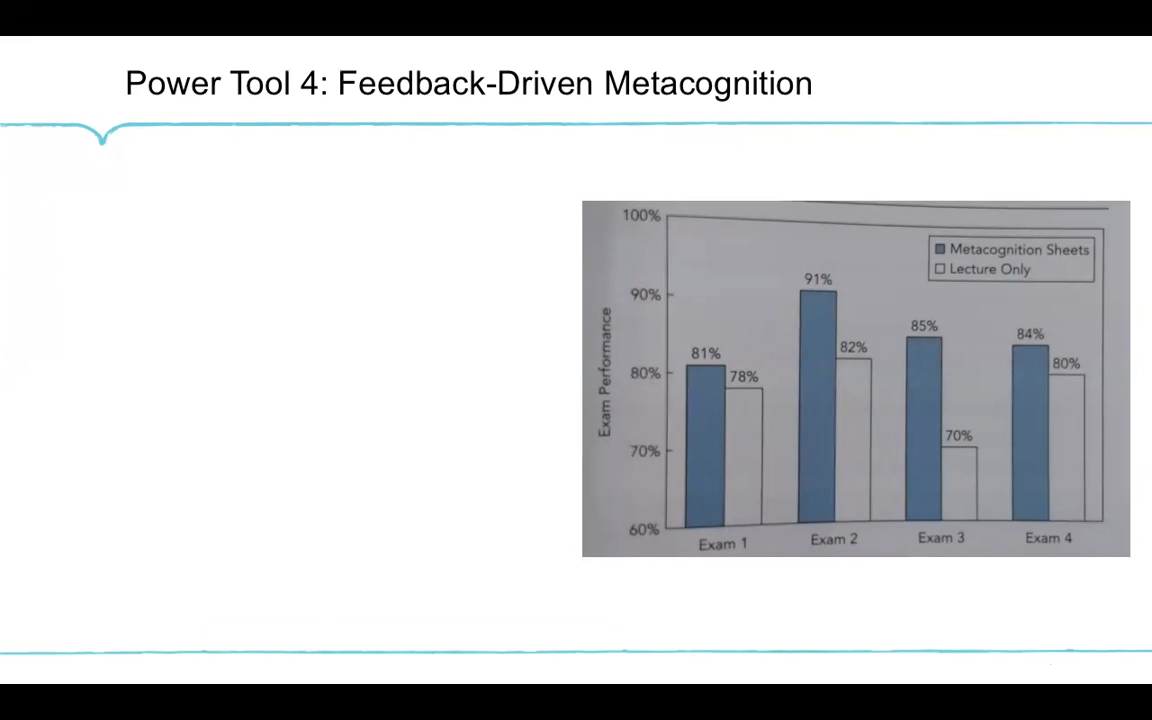 Power Tool 4: Feedback-Driven Metacognition
100%
Metacognition Sheets
Lecture Only
91%
90%
85%
84%
82%
81%
80%
78%
80%
Exam Performance
70%
70%
60%
Exam 1
Exam 2
Exam 3
Exam 4